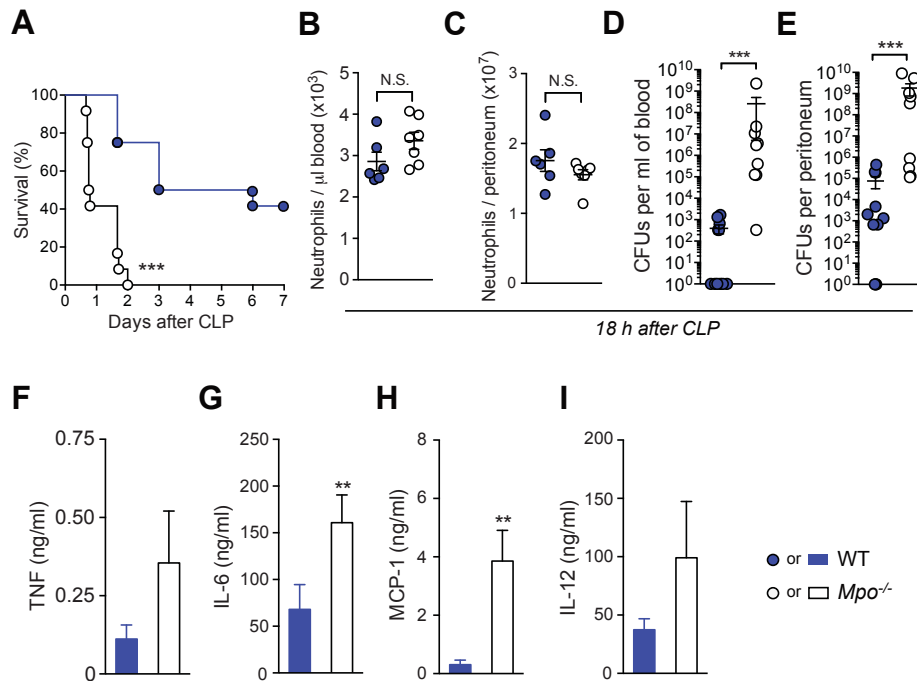 A
Survival (%)
100
80
60
40
20
0
0 1 2 3 4 5 6 7
***
Days after CLP
B
Neutrophils / μl blood (x10³)
5
4
3
2
1
0
N.S.
C
Neutrophils / peritoneum (x10⁷)
3
2
1
0
N.S.
D
CFUs per ml of blood
10¹⁰
10⁹
10⁸
10⁷
10⁶
10⁵
10⁴
10³
10²
10¹
10⁰
***
E
CFUs per peritoneum
10¹⁰
10⁹
10⁸
10⁷
10⁶
10⁵
10⁴
10³
10²
10¹
10⁰
***
18 h after CLP
F
TNF (ng/ml)
0.75
0.50
0.25
0
G
IL-6 (ng/ml)
250
200
150
100
50
0
**
H
MCP-1 (ng/ml)
8
6
4
2
0
**
I
IL-12 (ng/ml)
200
150
100
50
0
or WT
or Mpo⁻/⁻